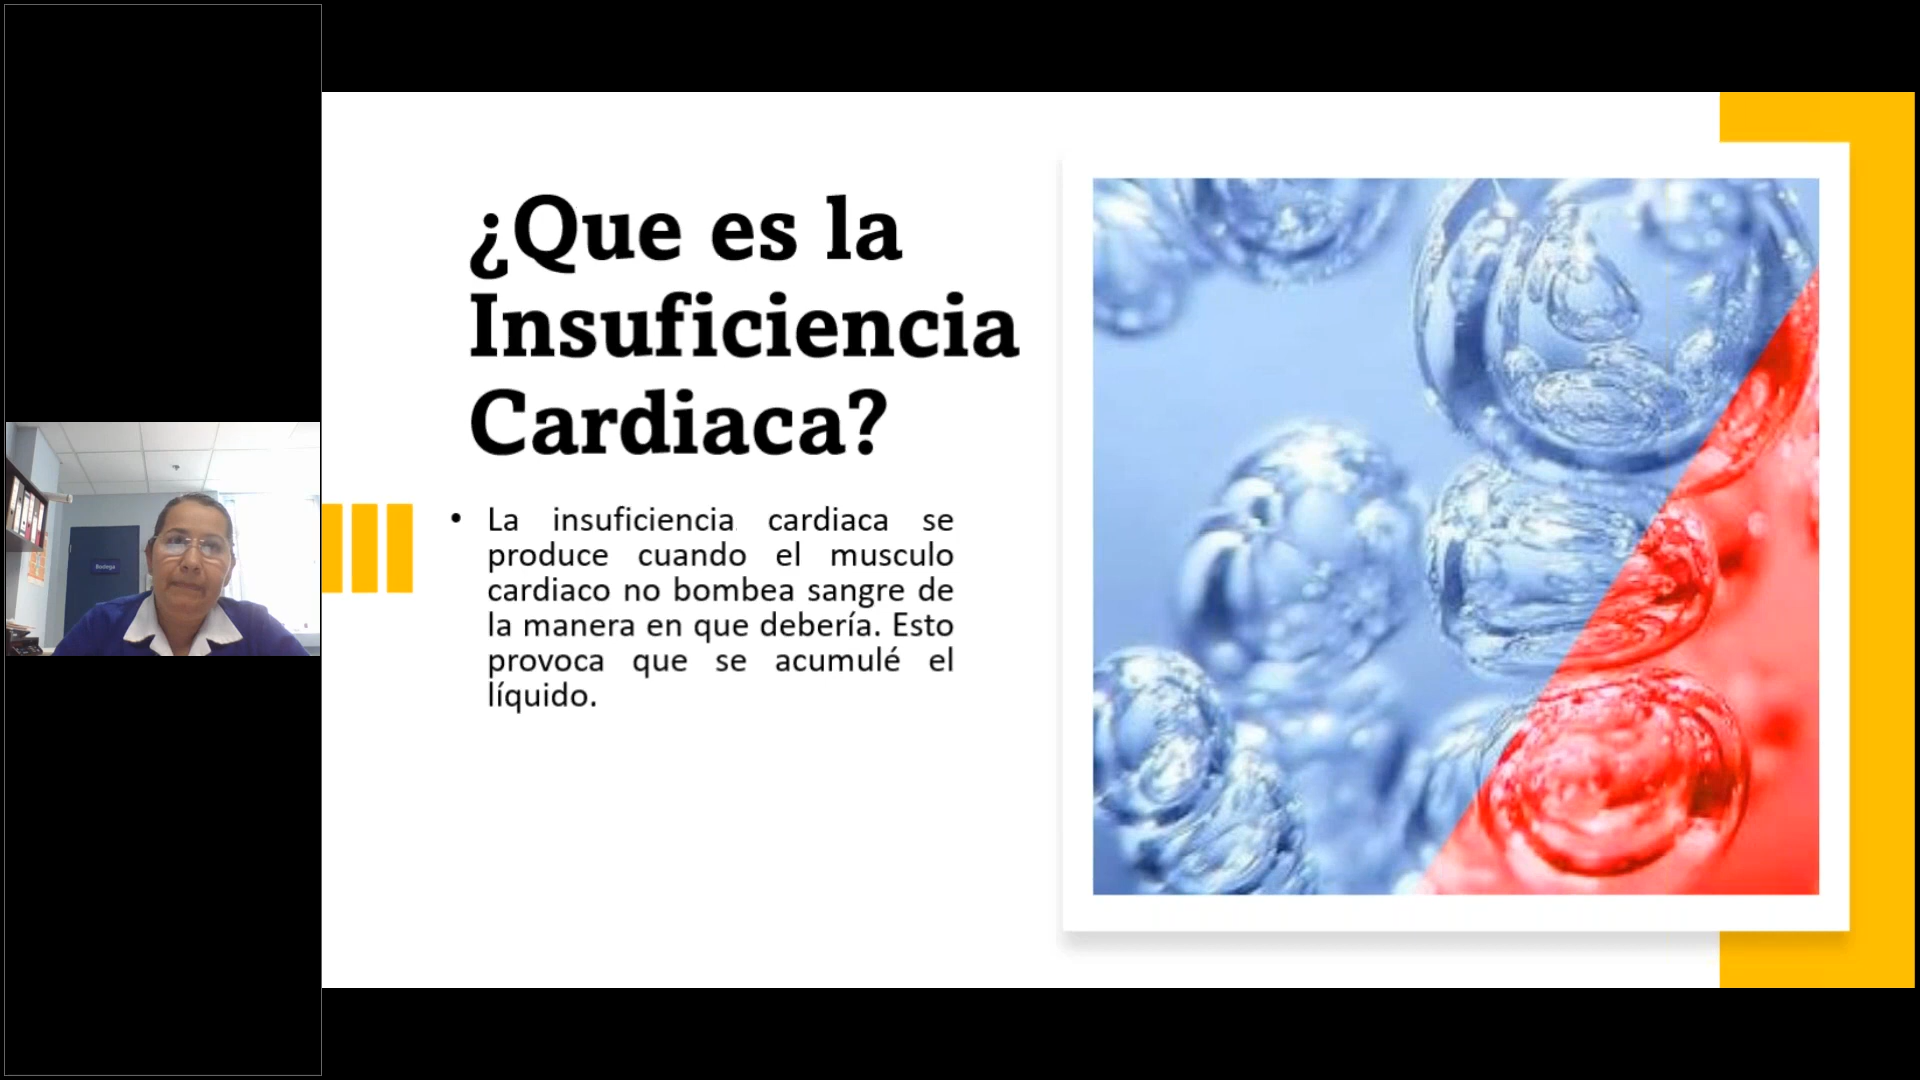 ¿Que es la
Insuficiencia
Cardiaca?
• La insuficiencia cardiaca se
produce cuando el musculo
cardiaco no bombea sangre de
la manera en que debería. Esto
provoca que se acumulé el
líquido.
Bodega